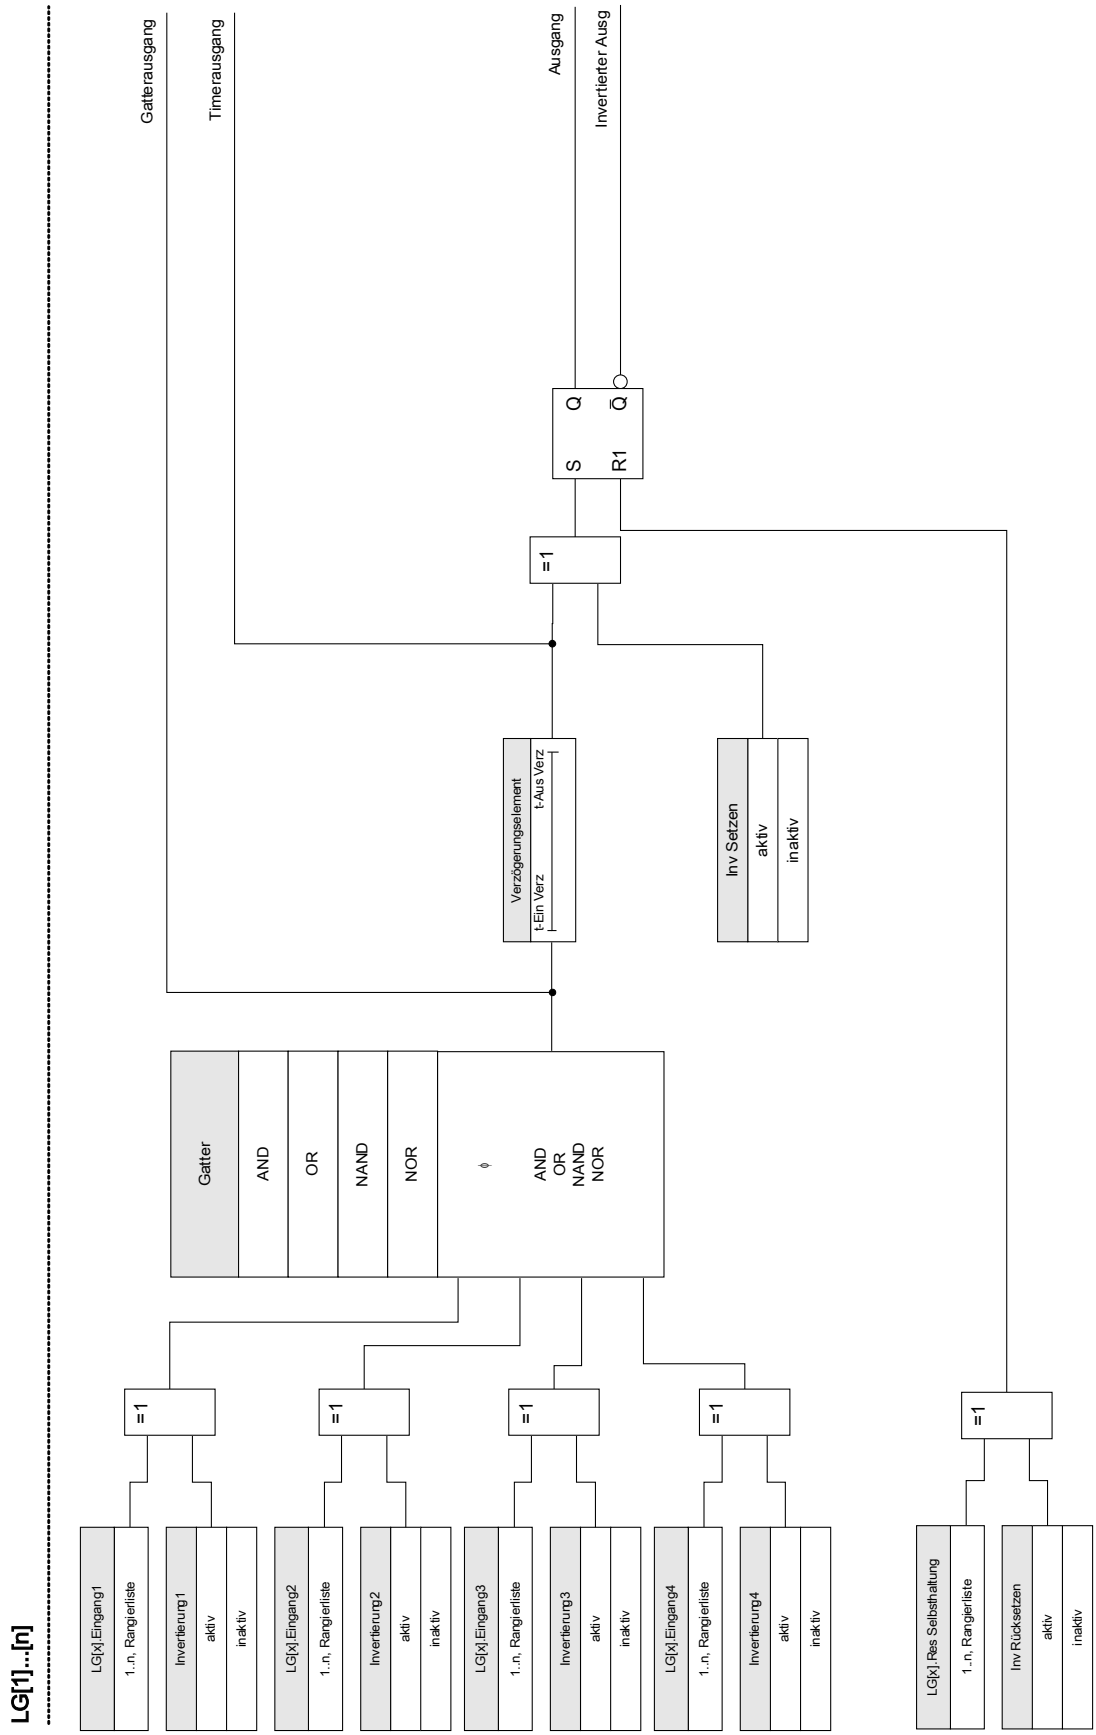 LG[1]...[n]
LG[x].Eingang1
1..n, Rangierliste
Invertierung1
aktiv
inaktiv
LG[x].Eingang2
1..n, Rangierliste
Invertierung2
aktiv
inaktiv
LG[x].Eingang3
1..n, Rangierliste
Invertierung3
aktiv
inaktiv
LG[x].Eingang4
1..n, Rangierliste
Invertierung4
aktiv
inaktiv
LG[x].Res Selbsthaltung
1..n, Rangierliste
Inv Rücksetzen
aktiv
inaktiv
=1
=1
=1
=1
=1
Gatter
AND
OR
NAND
NOR
ϕ
AND
OR
NAND
NOR
Verzögerungselement
t-Ein Verz t-Aus Verz
Inv Setzen
aktiv
inaktiv
=1
S Q
R1 Q̅
Gatterausgang
Timerausgang
Ausgang
Invertierter Ausg